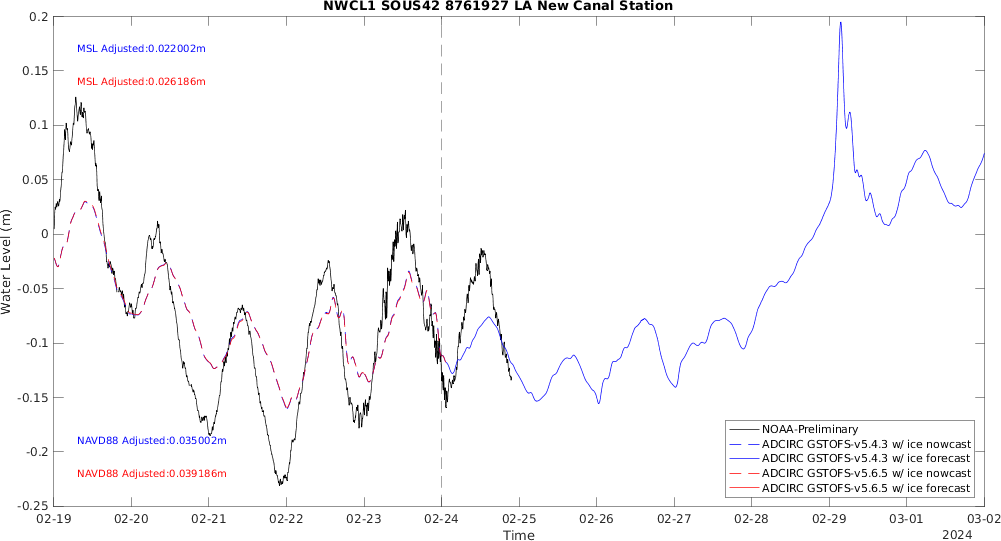 NWCL1 SOUS42 8761927 LA New Canal Station
MSL Adjusted:0.022002m
MSL Adjusted:0.026186m
NAVD88 Adjusted:0.035002m
NAVD88 Adjusted:0.039186m
Water Level (m)
0.2
0.15
0.1
0.05
0
-0.05
-0.1
-0.15
-0.2
-0.25
NOAA-Preliminary
ADCIRC GSTOFS-v5.4.3 w/ ice nowcast
ADCIRC GSTOFS-v5.4.3 w/ ice forecast
ADCIRC GSTOFS-v5.6.5 w/ ice nowcast
ADCIRC GSTOFS-v5.6.5 w/ ice forecast
02-19 02-20 02-21 02-22 02-23 02-24 02-25 02-26 02-27 02-28 02-29 03-01 03-02
Time
2024